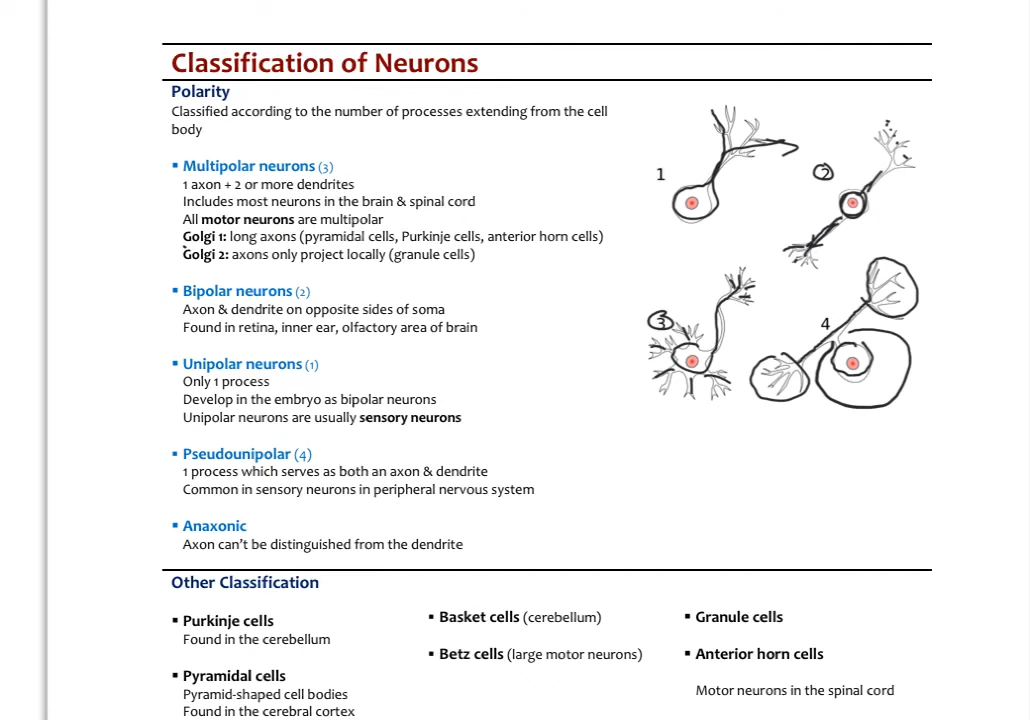 Classification of Neurons
Polarity
Classified according to the number of processes extending from the cell
body
▪ Multipolar neurons (3)
1 axon + 2 or more dendrites
Includes most neurons in the brain & spinal cord
All motor neurons are multipolar
Golgi 1: long axons (pyramidal cells, Purkinje cells, anterior horn cells)
Golgi 2: axons only project locally (granule cells)
▪ Bipolar neurons (2)
Axon & dendrite on opposite sides of soma
Found in retina, inner ear, olfactory area of brain
▪ Unipolar neurons (1)
Only 1 process
Develop in the embryo as bipolar neurons
Unipolar neurons are usually sensory neurons
▪ Pseudounipolar (4)
1 process which serves as both an axon & dendrite
Common in sensory neurons in peripheral nervous system
▪ Anaxonic
Axon can't be distinguished from the dendrite
1
2
3
4
Other Classification
▪ Purkinje cells
Found in the cerebellum
▪ Pyramidal cells
Pyramid-shaped cell bodies
Found in the cerebral cortex
▪ Basket cells (cerebellum)
▪ Betz cells (large motor neurons)
▪ Granule cells
▪ Anterior horn cells
Motor neurons in the spinal cord